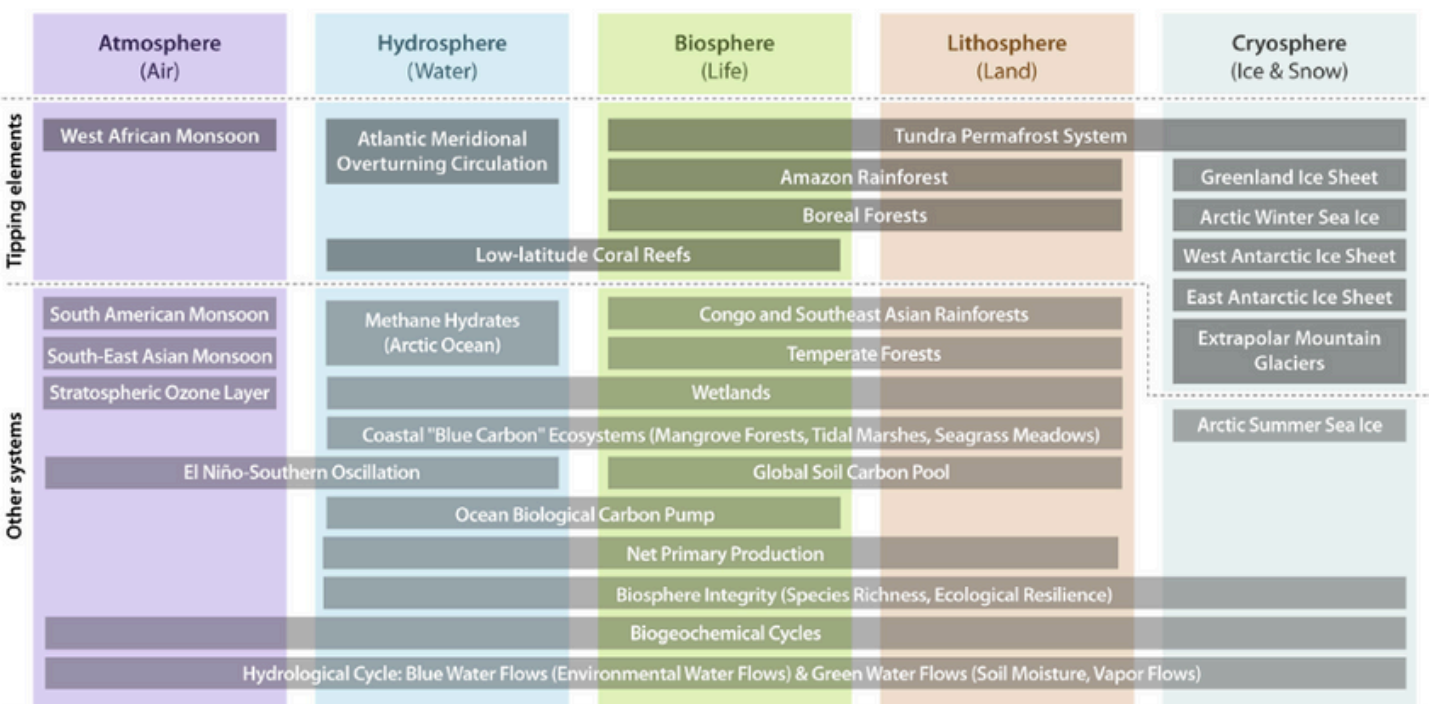 Atmosphere
(Air)
Hydrosphere
(Water)
Biosphere
(Life)
Lithosphere
(Land)
Cryosphere
(Ice & Snow)
Tipping elements
West African Monsoon
Atlantic Meridional
Overturning Circulation
Tundra Permafrost System
Amazon Rainforest
Greenland Ice Sheet
Boreal Forests
Arctic Winter Sea Ice
Low-latitude Coral Reefs
West Antarctic Ice Sheet
East Antarctic Ice Sheet
Extrapolar Mountain
Glaciers
Other systems
South American Monsoon
Methane Hydrates
(Arctic Ocean)
Congo and Southeast Asian Rainforests
South-East Asian Monsoon
Temperate Forests
Stratospheric Ozone Layer
Wetlands
Coastal "Blue Carbon" Ecosystems (Mangrove Forests, Tidal Marshes, Seagrass Meadows)
Arctic Summer Sea Ice
El Niño-Southern Oscillation
Global Soil Carbon Pool
Ocean Biological Carbon Pump
Net Primary Production
Biosphere Integrity (Species Richness, Ecological Resilience)
Biogeochemical Cycles
Hydrological Cycle: Blue Water Flows (Environmental Water Flows) & Green Water Flows (Soil Moisture, Vapor Flows)